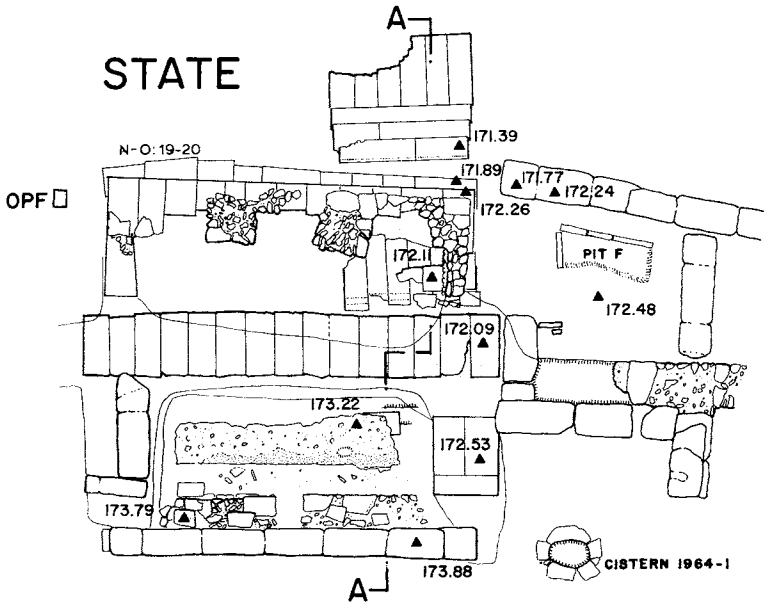 A
STATE
171.39
N-O:19-20
171.89
171.77
172.24
OPF
172.26
PIT F
172.11
172.48
172.09
173.22
172.53
173.79
CISTERN 1964-1
173.88
A